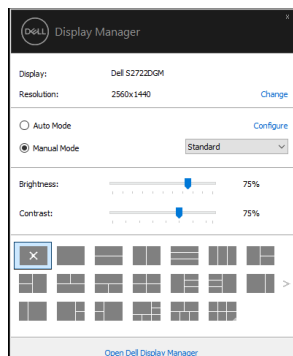 x
DELL Display Manager
Display: Dell S2722DGM
Resolution: 2560x1440 Change
Auto Mode Configure
Manual Mode Standard
Brightness: 75%
Contrast: 75%
Open Dell Display Manager